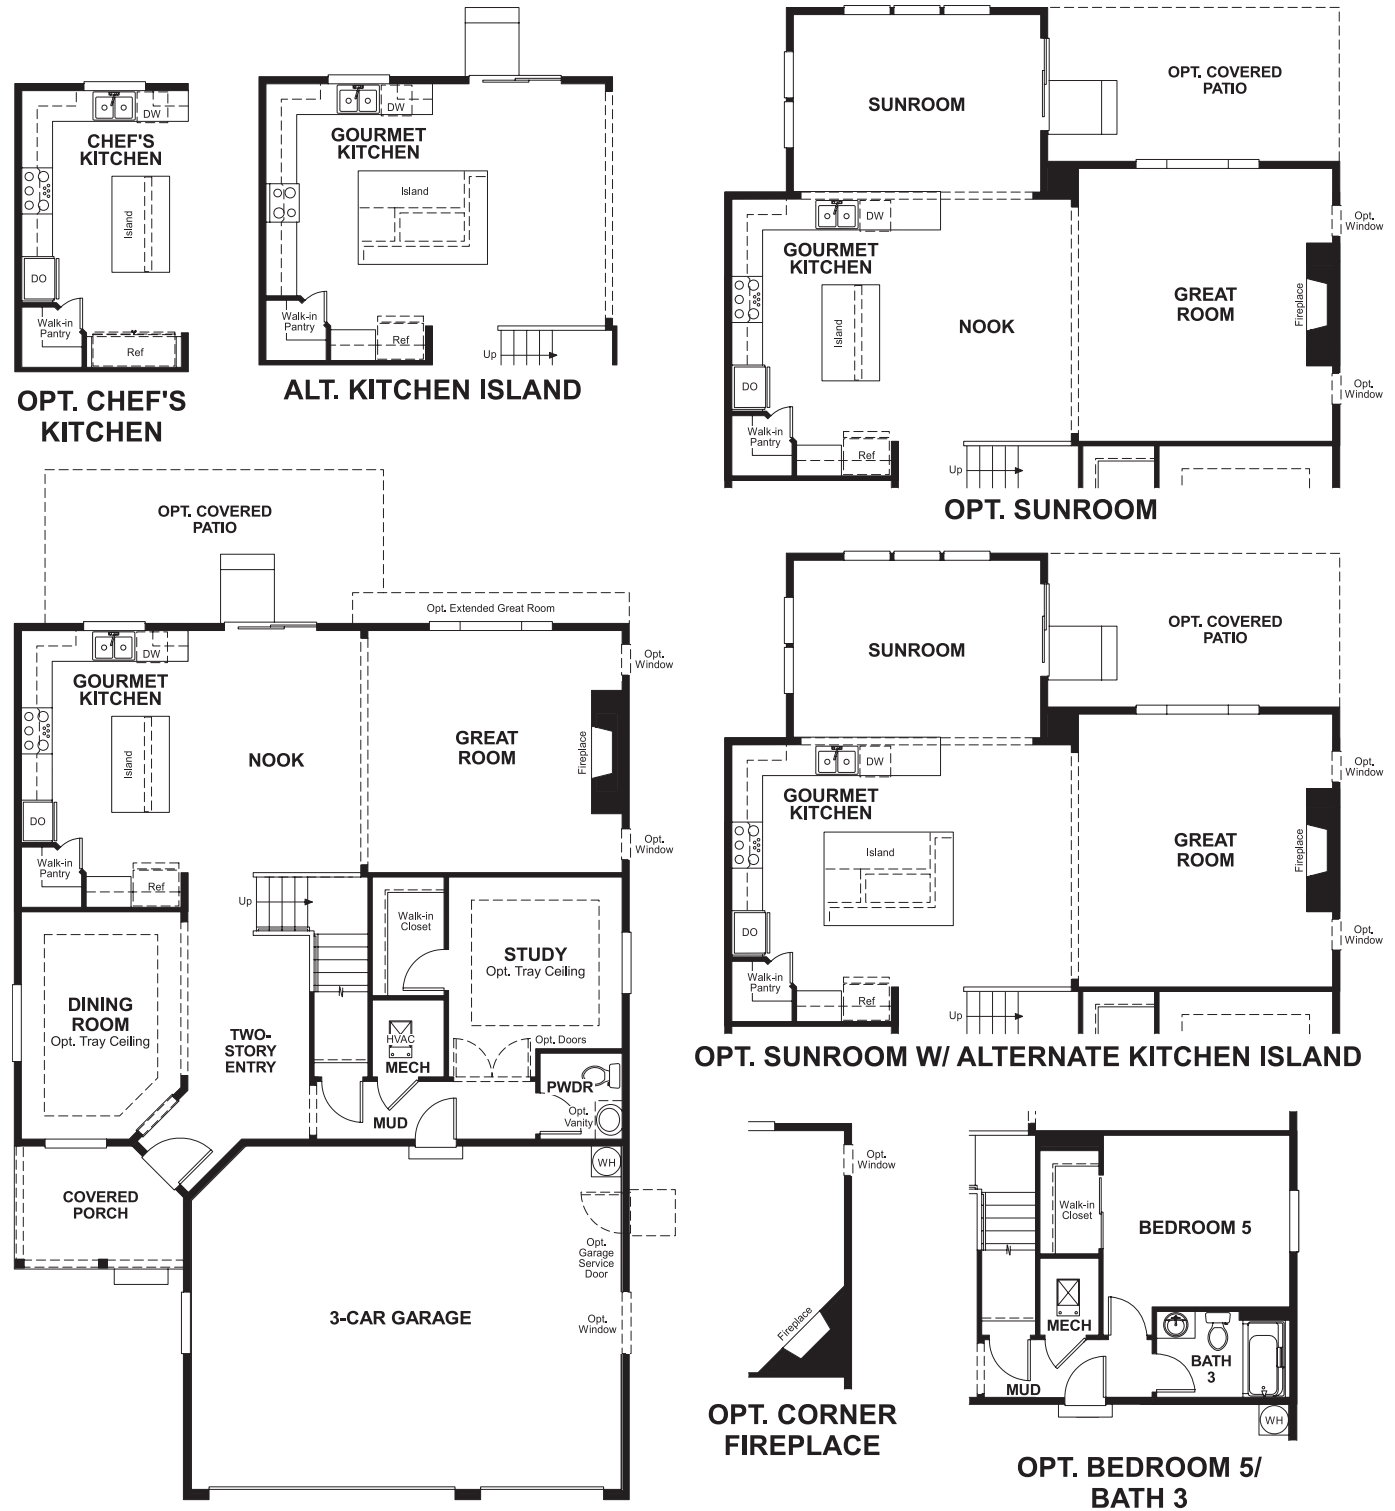 DW
CHEF'S
KITCHEN
Island
DO
Walk-in
Pantry
Ref
OPT. CHEF'S
KITCHEN
DW
GOURMET
KITCHEN
Island
Walk-in
Pantry
Ref
Up
ALT. KITCHEN ISLAND
SUNROOM
OPT. COVERED
PATIO
DW
GOURMET
KITCHEN
Island
NOOK
GREAT
ROOM
Fireplace
Opt.
Window
Opt.
Window
DO
Walk-in
Pantry
Ref
Up
OPT. SUNROOM
OPT. COVERED
PATIO
Opt. Extended Great Room
DW
GOURMET
KITCHEN
Island
NOOK
GREAT
ROOM
Fireplace
Opt.
Window
Opt.
Window
DO
Walk-in
Pantry
Ref
Up
Walk-in
Closet
STUDY
Opt. Tray Ceiling
DINING
ROOM
Opt. Tray Ceiling
TWO-
STORY
ENTRY
HVAC
MECH
Opt. Doors
PWDR
Opt.
Vanity
MUD
WH
COVERED
PORCH
Opt.
Garage
Service
Door
3-CAR GARAGE
Opt.
Window
SUNROOM
OPT. COVERED
PATIO
DW
GOURMET
KITCHEN
Island
GREAT
ROOM
Fireplace
Opt.
Window
Opt.
Window
DO
Walk-in
Pantry
Ref
Up
OPT. SUNROOM W/ ALTERNATE KITCHEN ISLAND
Opt.
Window
Fireplace
OPT. CORNER
FIREPLACE
Walk-in
Closet
BEDROOM 5
MECH
BATH
3
MUD
WH
OPT. BEDROOM 5/
BATH 3